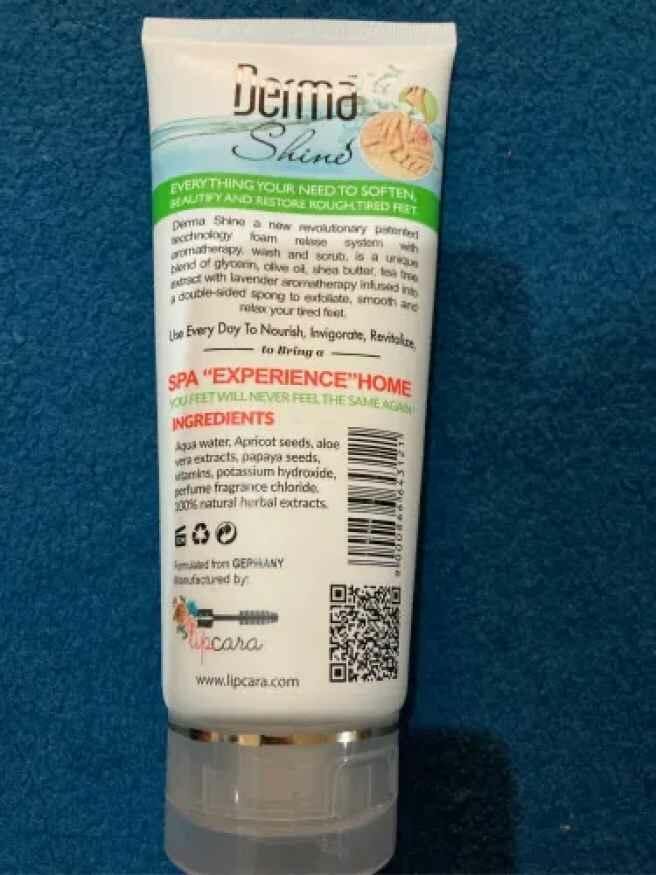 Derma
Shine
EVERYTHING YOUR NEED TO SOFTEN,
BEAUTIFY AND RESTORE ROUGH,TIRED FEET.
Derma Shine a new revolutionary patented
tecchnology foam relase system with
aromatherapy, wash and scrub, is a unique
blend of glycerin, olive oil, shea butter, tea tree
extract with lavender aromatherapy infused into
a double-sided spong to exfoliate, smooth and
relax your tired feet.
Use Every Day To Nourish, Invigorate, Revitalize,
to Bring a
SPA "EXPERIENCE"HOME
YOU FEET WILL NEVER FEEL THE SAME AGAIN
INGREDIENTS
Aqua water, Apricot seeds, aloe
vera extracts, papaya seeds,
vitamins, potassium hydroxide,
perfume fragrance chloride.
100% natural herbal extracts.
Formulated from GERMANY
Manufactured by:
lipcara
www.lipcara.com